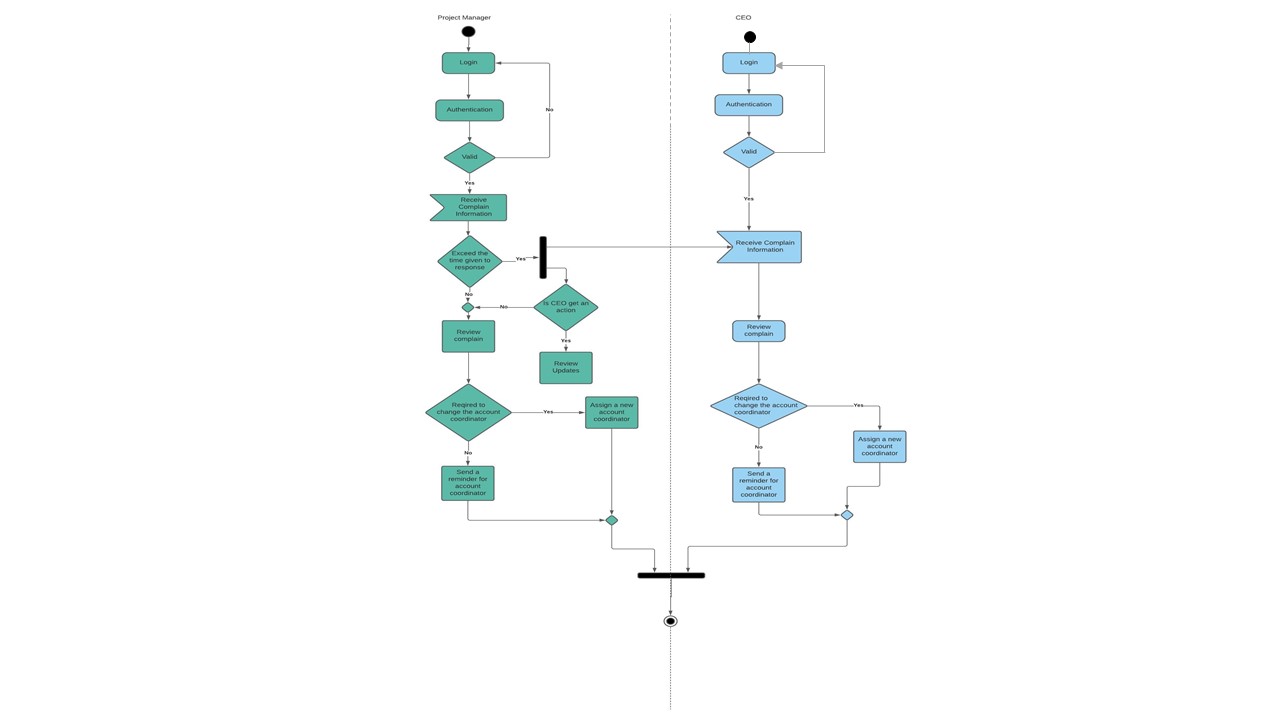 Project Manager
CEO
Login
Authentication
No
Valid
Yes
Receive
Complain
Information
Exceed the
time given to
response
Yes
No
Is CEO get an
action
No
Yes
Review
complain
Review
Updates
Reqired to
change the account
coordinator
Yes
Assign a new
account
coordinator
No
Send a
reminder for
account
coordinator
Login
Authentication
Valid
Yes
Receive Complain
Information
Review
complain
Reqired to
change the account
coordinator
Yes
Assign a new
account
coordinator
No
Send a
reminder for
account
coordinator